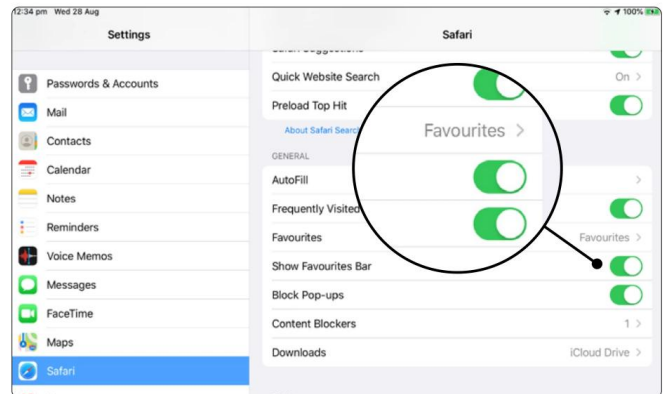 12:34 pm Wed 28 Aug
100%
Settings
Safari
Passwords & Accounts
Mail
Contacts
Calendar
Notes
Reminders
Voice Memos
Messages
FaceTime
Maps
Safari
Quick Website Search
On >
Preload Top Hit
About Safari Search
GENERAL
AutoFill
>
Frequently Visited
Favourites
Favourites >
Show Favourites Bar
Block Pop-ups
Content Blockers
1 >
Downloads
iCloud Drive >
Favourites >